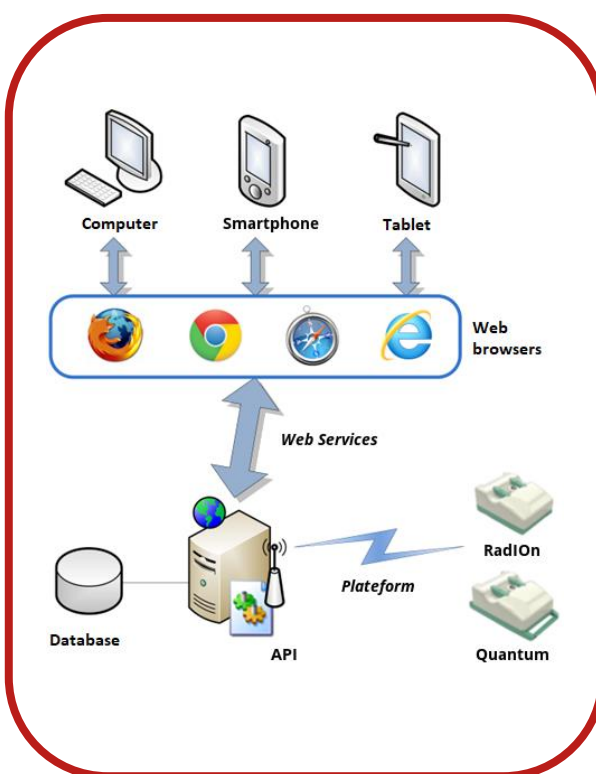 Computer
Smartphone
Tablet
Web
browsers
Web Services
RadIOn
Plateform
Database
API
Quantum